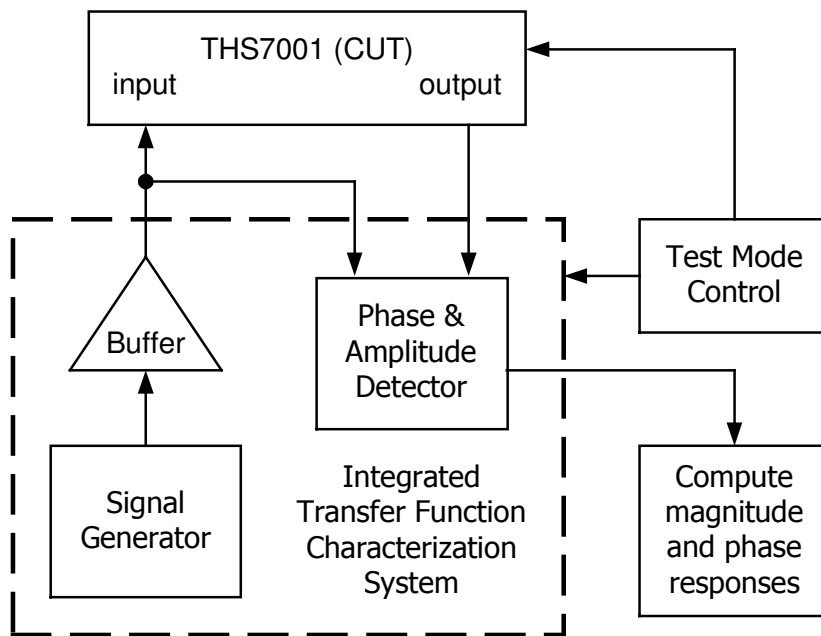 THS7001 (CUT)
input
output
Test Mode
Control
Buffer
Phase &
Amplitude
Detector
Signal
Generator
Integrated
Transfer Function
Characterization
System
Compute
magnitude
and phase
responses